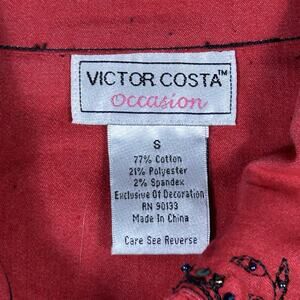 VICTOR COSTA™
Occasion
S
77% Cotton
21% Polyester
2% Spandex
Exclusive Of Decoration
RN 90133
Made In China
Care See Reverse